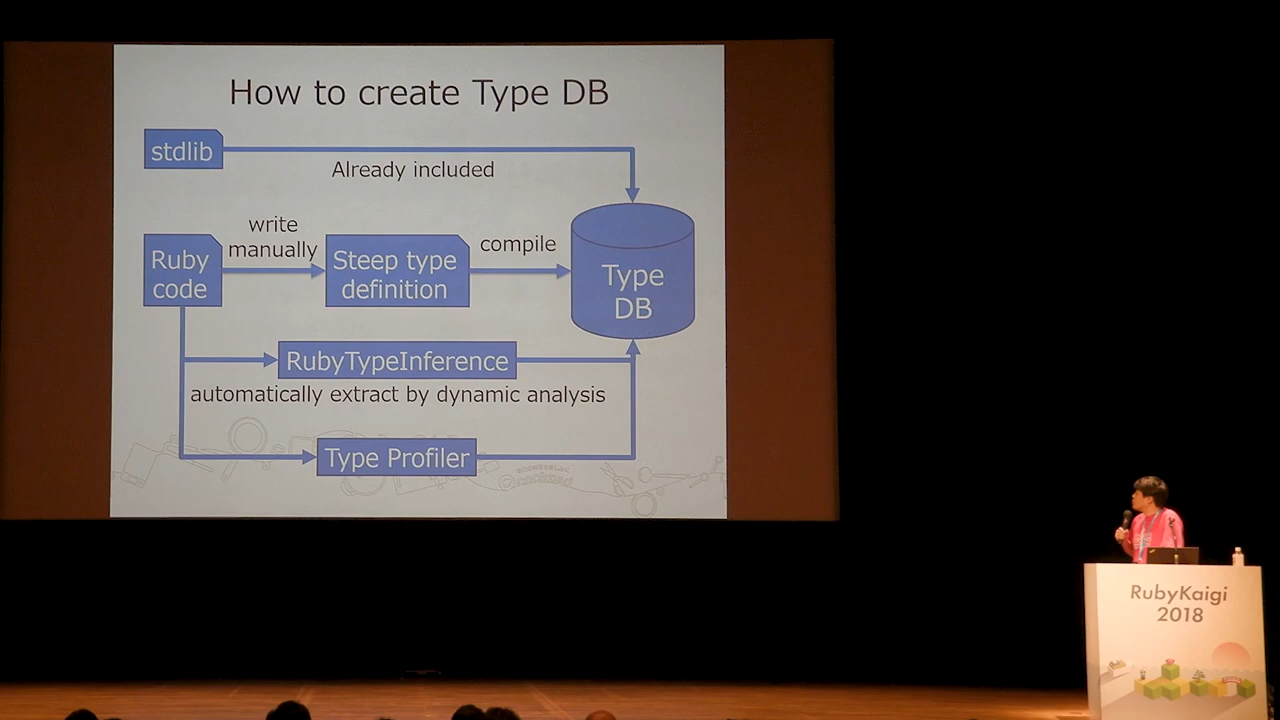 How to create Type DB
stdlib
Already included
write
manually
compile
Ruby
code
Steep type
definition
Type
DB
RubyTypeInference
automatically extract by dynamic analysis
Type Profiler
cookpad
RubyKaigi
2018